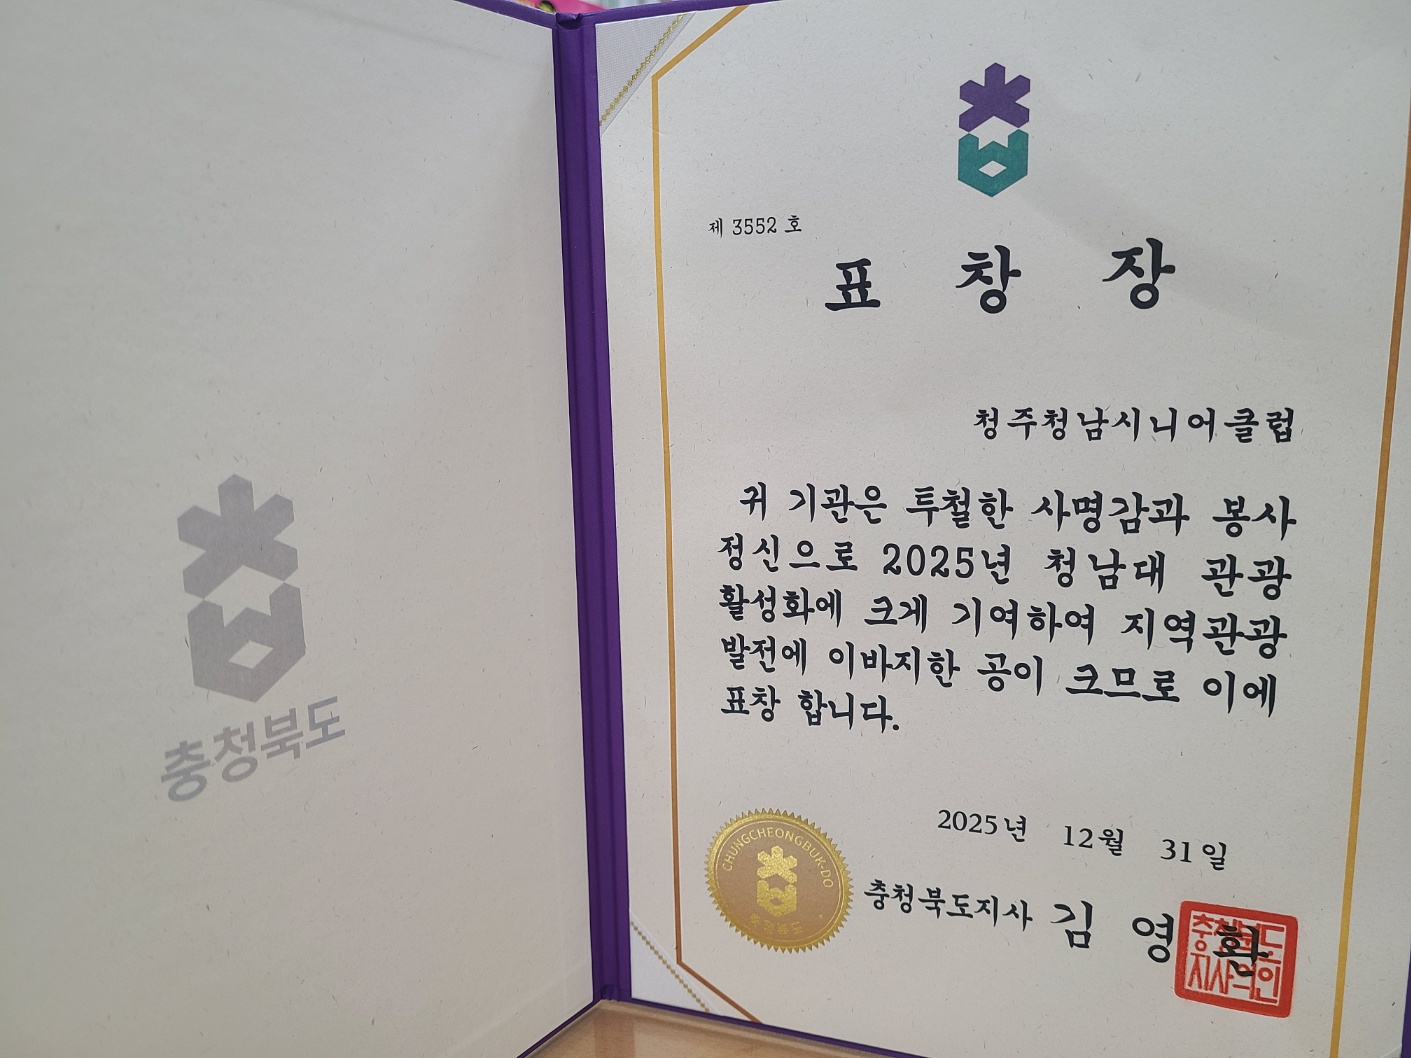 충청북도
제 3552 호
표 창 장
청주청남시니어클럽
귀 기관은 투철한 사명감과 봉사
정신으로 2025년 청남대 관광
활성화에 크게 기여하여 지역관광
발전에 이바지한 공이 크므로 이에
표창 합니다.
2025년 12월 31일
CHUNGCHEONGBUK-DO
충청북도지사 김 영 환
충청북도
지사의인